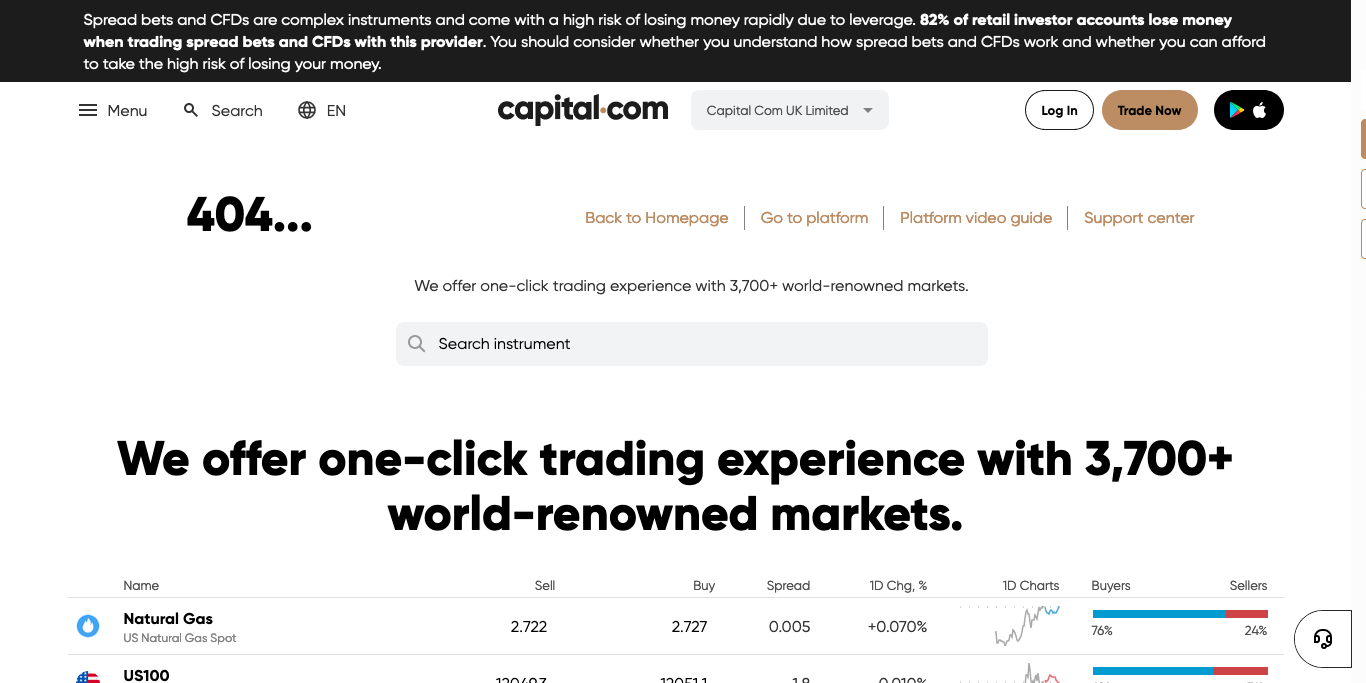 Spread bets and CFDs are complex instruments and come with a high risk of losing money rapidly due to leverage. 82% of retail investor accounts lose money
when trading spread bets and CFDs with this provider. You should consider whether you understand how spread bets and CFDs work and whether you can afford
to take the high risk of losing your money.
Menu Search EN capital.com Capital Com UK Limited Log In Trade Now
404... Back to Homepage Go to platform Platform video guide Support center
We offer one-click trading experience with 3,700+ world-renowned markets.
Search instrument
We offer one-click trading experience with 3,700+
world-renowned markets.
Name Sell Buy Spread 1D Chg, % 1D Charts Buyers Sellers
Natural Gas 2.722 2.727 0.005 +0.070%
US Natural Gas Spot 76% 24%
US100